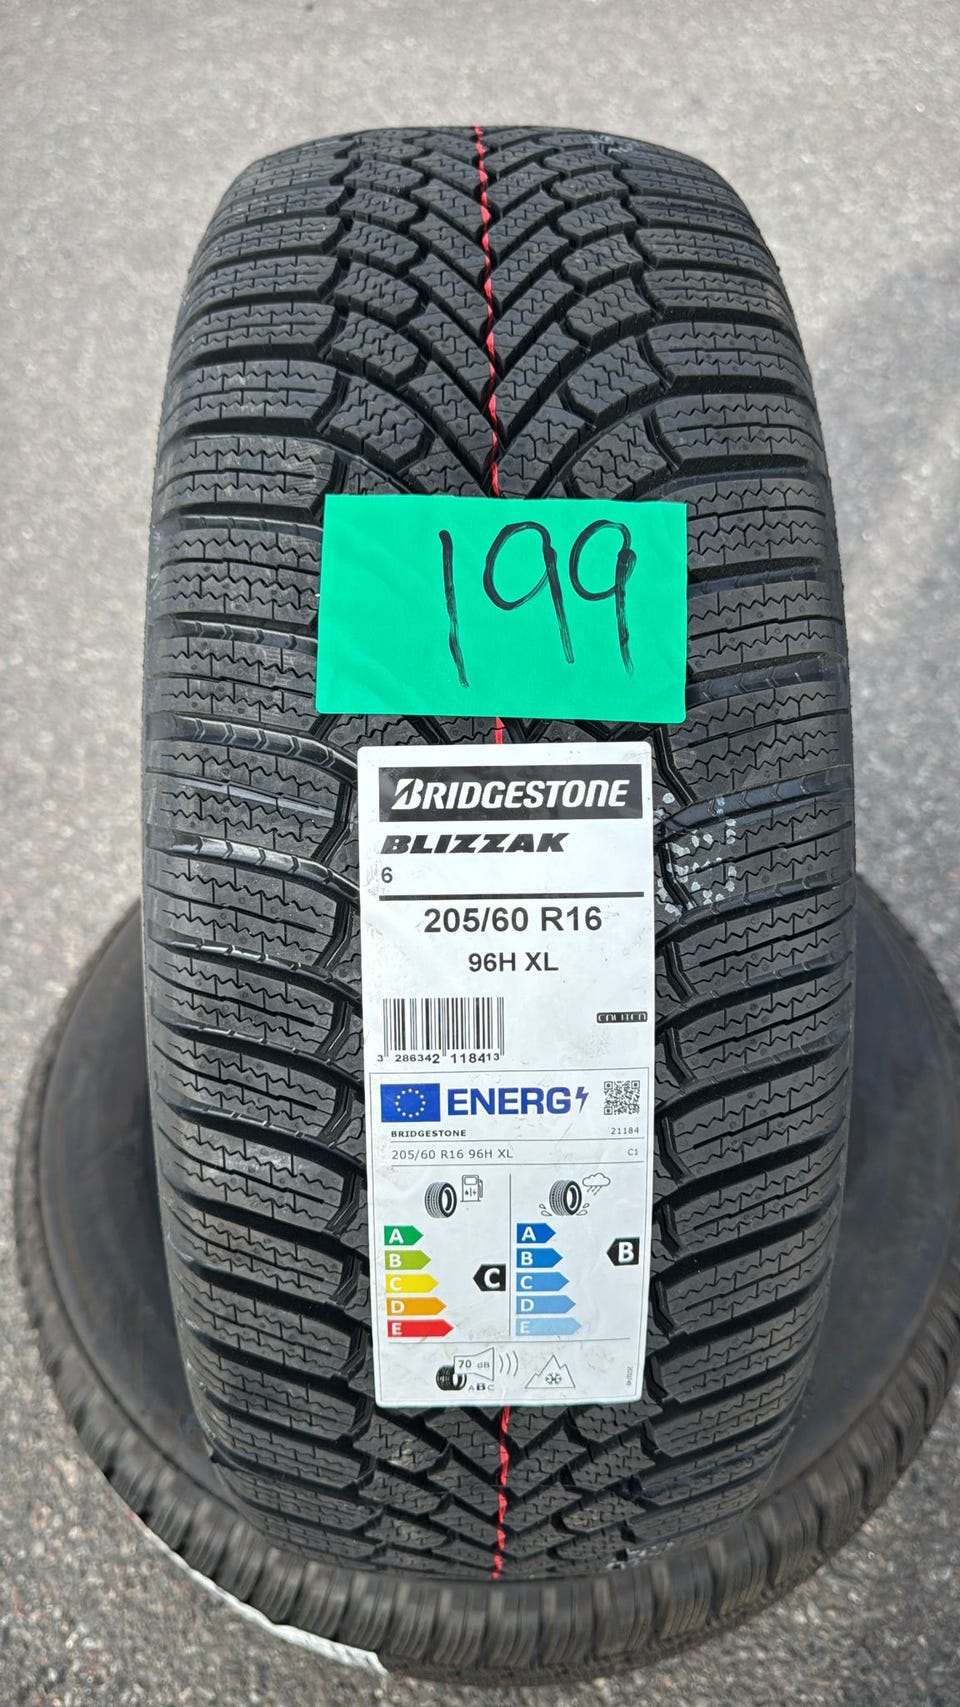 199
BRIDGESTONE
BLIZZAK
6
205/60 R16
96H XL
3 286342 118413
ENERG
BRIDGESTONE 21184
205/60 R16 96H XL C1
A A
B B B
C C C
D D
E E
70 dB
ABC